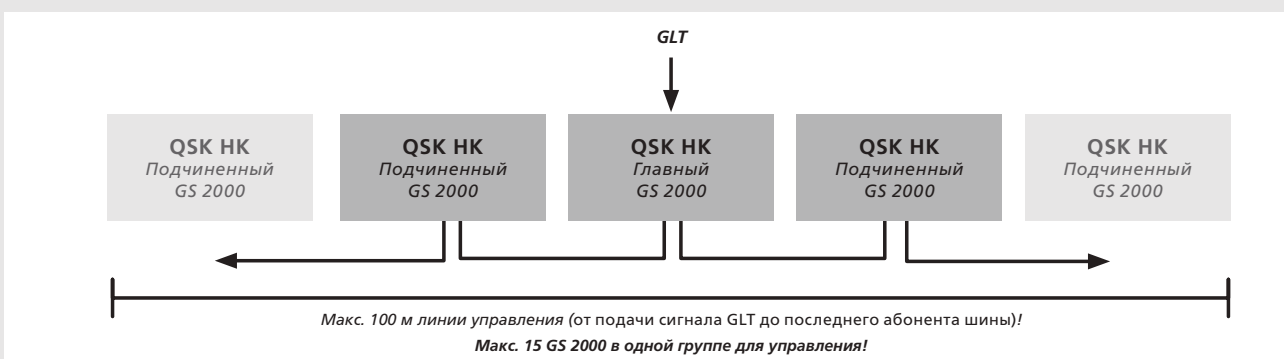 GLT
QSK HK
Подчиненный
GS 2000
QSK HK
Подчиненный
GS 2000
QSK HK
Главный
GS 2000
QSK HK
Подчиненный
GS 2000
QSK HK
Подчиненный
GS 2000
Макс. 100 м линии управления (от подачи сигнала GLT до последнего абонента шины)!
Макс. 15 GS 2000 в одной группе для управления!